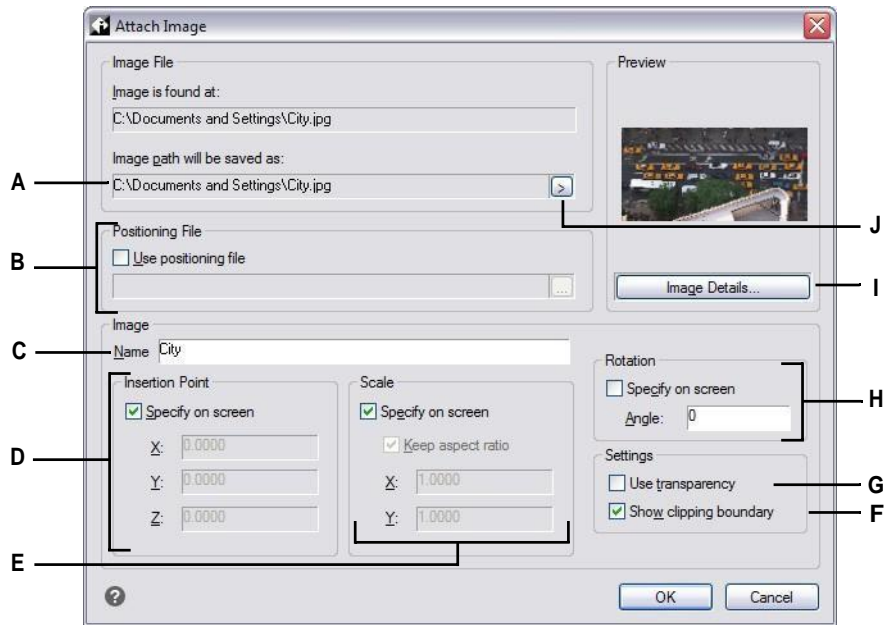 Attach Image
Image File
Image is found at:
C:\Documents and Settings\City.jpg
Image path will be saved as:
C:\Documents and Settings\City.jpg
>
Preview
A
J
Positioning File
Use positioning file
...
B
Image Details...
I
Image
Name City
C
Insertion Point
Specify on screen
X: 0.0000
Y: 0.0000
Z: 0.0000
D
Scale
Specify on screen
Keep aspect ratio
X: 1.0000
Y: 1.0000
E
Rotation
Specify on screen
Angle: 0
H
Settings
Use transparency
G
Show clipping boundary
F
?
OK
Cancel